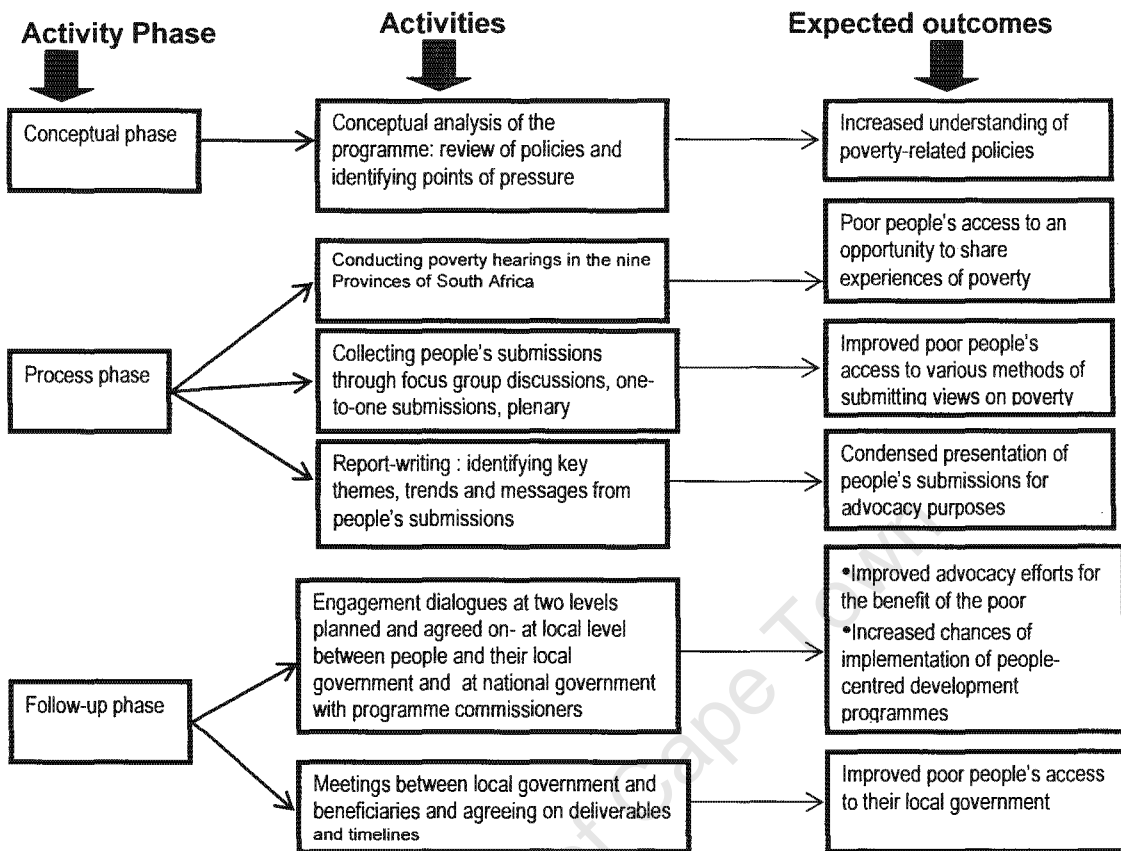 Activity Phase
Activities
Expected outcomes
Conceptual phase
Conceptual analysis of the
programme: review of policies and
identifying points of pressure
Increased understanding of
poverty-related policies
Process phase
Conducting poverty hearings in the nine
Provinces of South Africa
Poor people's access to an
opportunity to share
experiences of poverty
Collecting people's submissions
through focus group discussions, one-
to-one submissions, plenary
Improved poor people's
access to various methods of
submitting views on poverty
Report-writing : identifying key
themes, trends and messages from
people's submissions
Condensed presentation of
people's submissions for
advocacy purposes
Follow-up phase
Engagement dialogues at two levels
planned and agreed on- at local level
between people and their local
government and at national government
with programme commissioners
•Improved advocacy efforts for
the benefit of the poor
•Increased chances of
implementation of people-
centred development
programmes
Meetings between local government and
beneficiaries and agreeing on deliverables
and timelines
Improved poor people's access
to their local government
of Cape Town